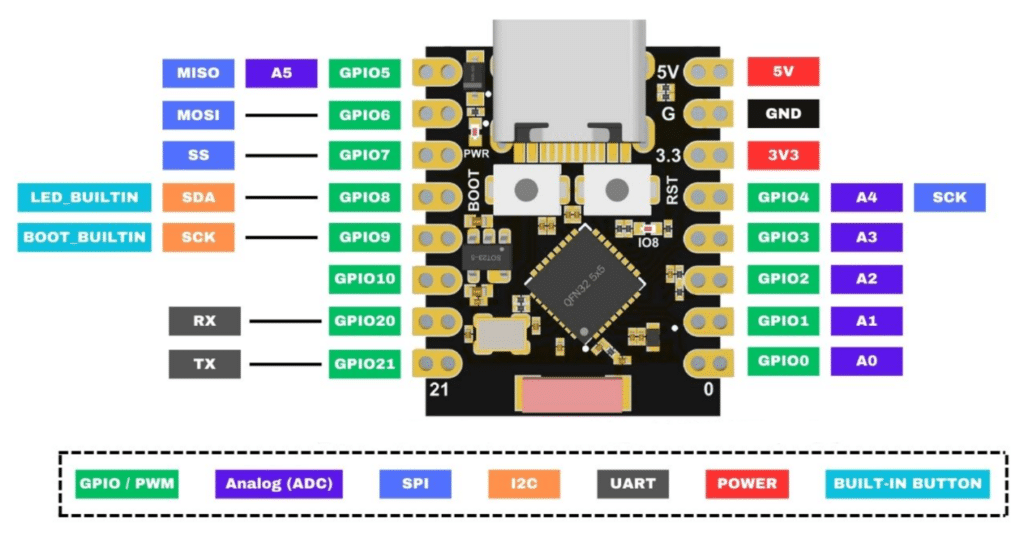 MISO A5 GPIO5 5V 5V
MOSI GPIO6 G GND
SS GPIO7 PWR 3.3 3V3
LED_BUILTIN SDA GPIO8 BOOT RST GPIO4 A4 SCK
BOOT_BUILTIN SCK GPIO9 IO8 GPIO3 A3
GPIO10 SOT23-5 QFN32 5x5 GPIO2 A2
RX GPIO20 GPIO1 A1
TX GPIO21 GPIO0 A0
21 0
GPIO / PWM Analog (ADC) SPI I2C UART POWER BUILT-IN BUTTON